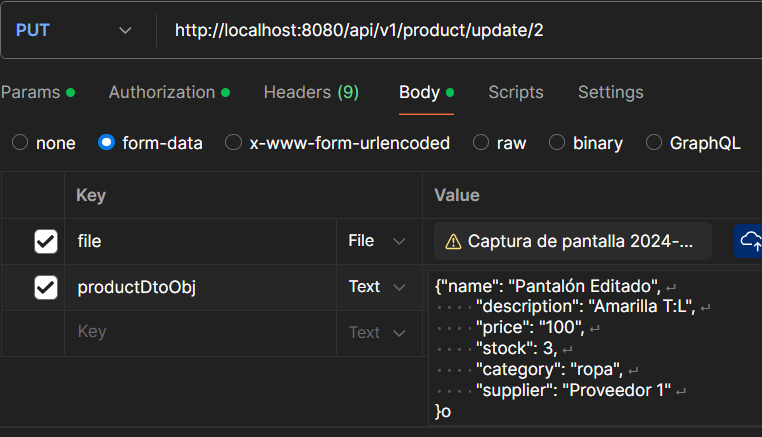 PUT http://localhost:8080/api/v1/product/update/2
Params Authorization Headers (9) Body Scripts Settings
none form-data x-www-form-urlencoded raw binary GraphQL
Key Value
file File Captura de pantalla 2024-...
productDtoObj Text {"name": "Pantalón Editado", ↵
···· "description": "Amarilla T:L", ↵
···· "price": "100", ↵
···· "stock": 3, ↵
···· "category": "ropa", ↵
···· "supplier": "Proveedor 1" ↵
}o
Key Text